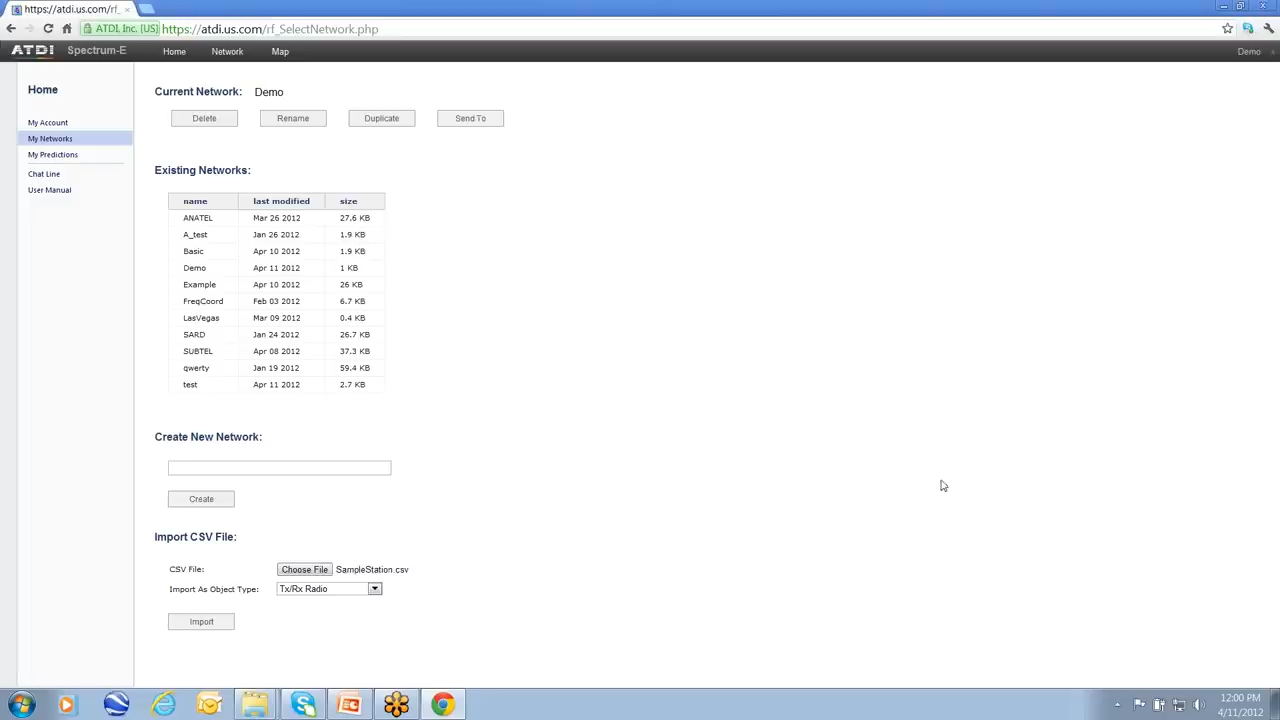 https://atdi.us.com/rf_
ATDI, Inc. [US] https://atdi.us.com/rf_SelectNetwork.php
ATDI Spectrum-E Home Network Map Demo
Home
My Account
My Networks
My Predictions
Chat Line
User Manual
Current Network: Demo
Delete Rename Duplicate Send To
Existing Networks:
name last modified size
ANATEL Mar 26 2012 27.6 KB
A_test Jan 26 2012 1.9 KB
Basic Apr 10 2012 1.9 KB
Demo Apr 11 2012 1 KB
Example Apr 10 2012 26 KB
FreqCoord Feb 03 2012 6.7 KB
LasVegas Mar 09 2012 0.4 KB
SARD Jan 24 2012 26.7 KB
SUBTEL Apr 08 2012 37.3 KB
qwerty Jan 19 2012 59.4 KB
test Apr 11 2012 2.7 KB
Create New Network:
Create
Import CSV File:
CSV File: Choose File SampleStation.csv
Import As Object Type: Tx/Rx Radio
Import
12:00 PM
4/11/2012